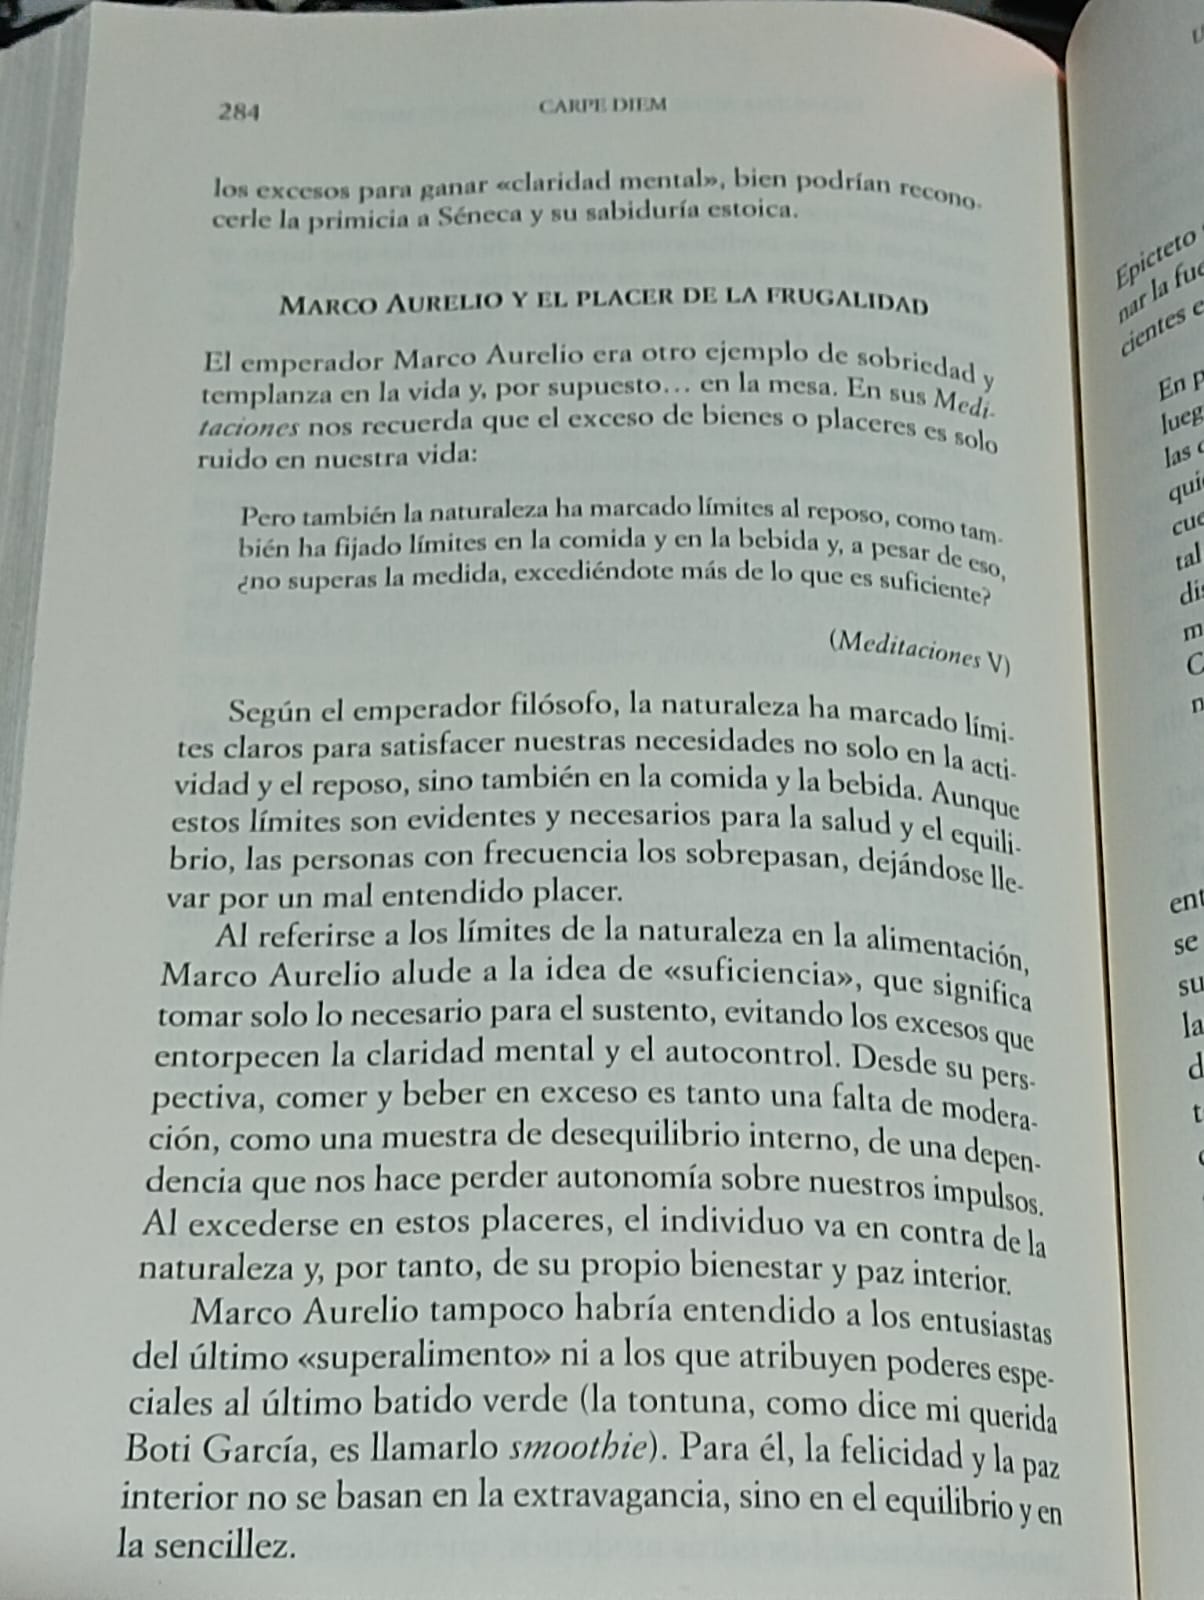 284
CARPE DIEM
los excesos para ganar «claridad mental», bien podrían recono-
cerle la primicia a Séneca y su sabiduría estoica.
MARCO AURELIO Y EL PLACER DE LA FRUGALIDAD
El emperador Marco Aurelio era otro ejemplo de sobriedad y
templanza en la vida y, por supuesto... en la mesa. En sus Medi-
taciones nos recuerda que el exceso de bienes o placeres es solo
ruido en nuestra vida:
Pero también la naturaleza ha marcado límites al reposo, como tam-
bién ha fijado límites en la comida y en la bebida y, a pesar de eso,
¿no superas la medida, excediéndote más de lo que es suficiente?
(Meditaciones V)
Según el emperador filósofo, la naturaleza ha marcado lími-
tes claros para satisfacer nuestras necesidades no solo en la acti-
vidad y el reposo, sino también en la comida y la bebida. Aunque
estos límites son evidentes y necesarios para la salud y el equili-
brio, las personas con frecuencia los sobrepasan, dejándose lle-
var por un mal entendido placer.
Al referirse a los límites de la naturaleza en la alimentación,
Marco Aurelio alude a la idea de «suficiencia», que significa
tomar solo lo necesario para el sustento, evitando los excesos que
entorpecen la claridad mental y el autocontrol. Desde su pers-
pectiva, comer y beber en exceso es tanto una falta de modera-
ción, como una muestra de desequilibrio interno, de una depen-
dencia que nos hace perder autonomía sobre nuestros impulsos.
Al excederse en estos placeres, el individuo va en contra de la
naturaleza y, por tanto, de su propio bienestar y paz interior.
Marco Aurelio tampoco habría entendido a los entusiastas
del último «superalimento» ni a los que atribuyen poderes espe-
ciales al último batido verde (la tontuna, como dice mi querida
Boti García, es llamarlo smoothie). Para él, la felicidad y la paz
interior no se basan en la extravagancia, sino en el equilibrio y en
la sencillez.
Epicteto
nar la
cientes
En
las
se